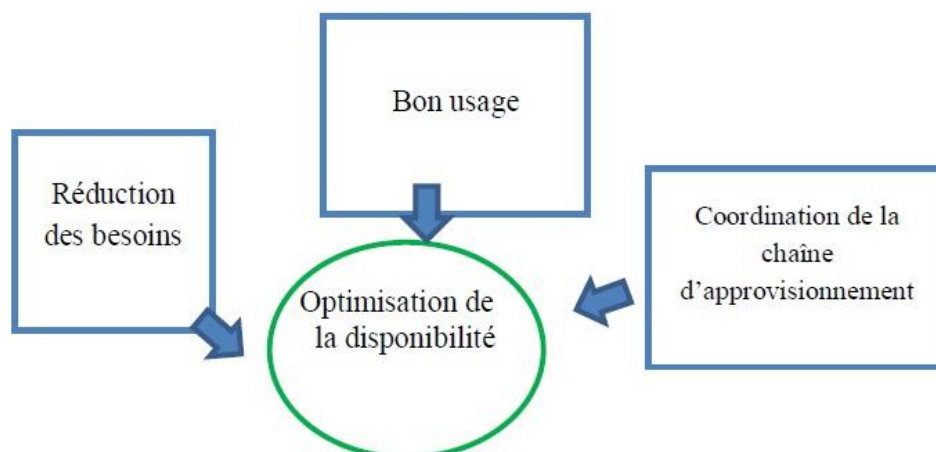 Bon usage
Réduction
des besoins
Coordination de la
chaîne
d'approvisionnement
Optimisation de
la disponibilité